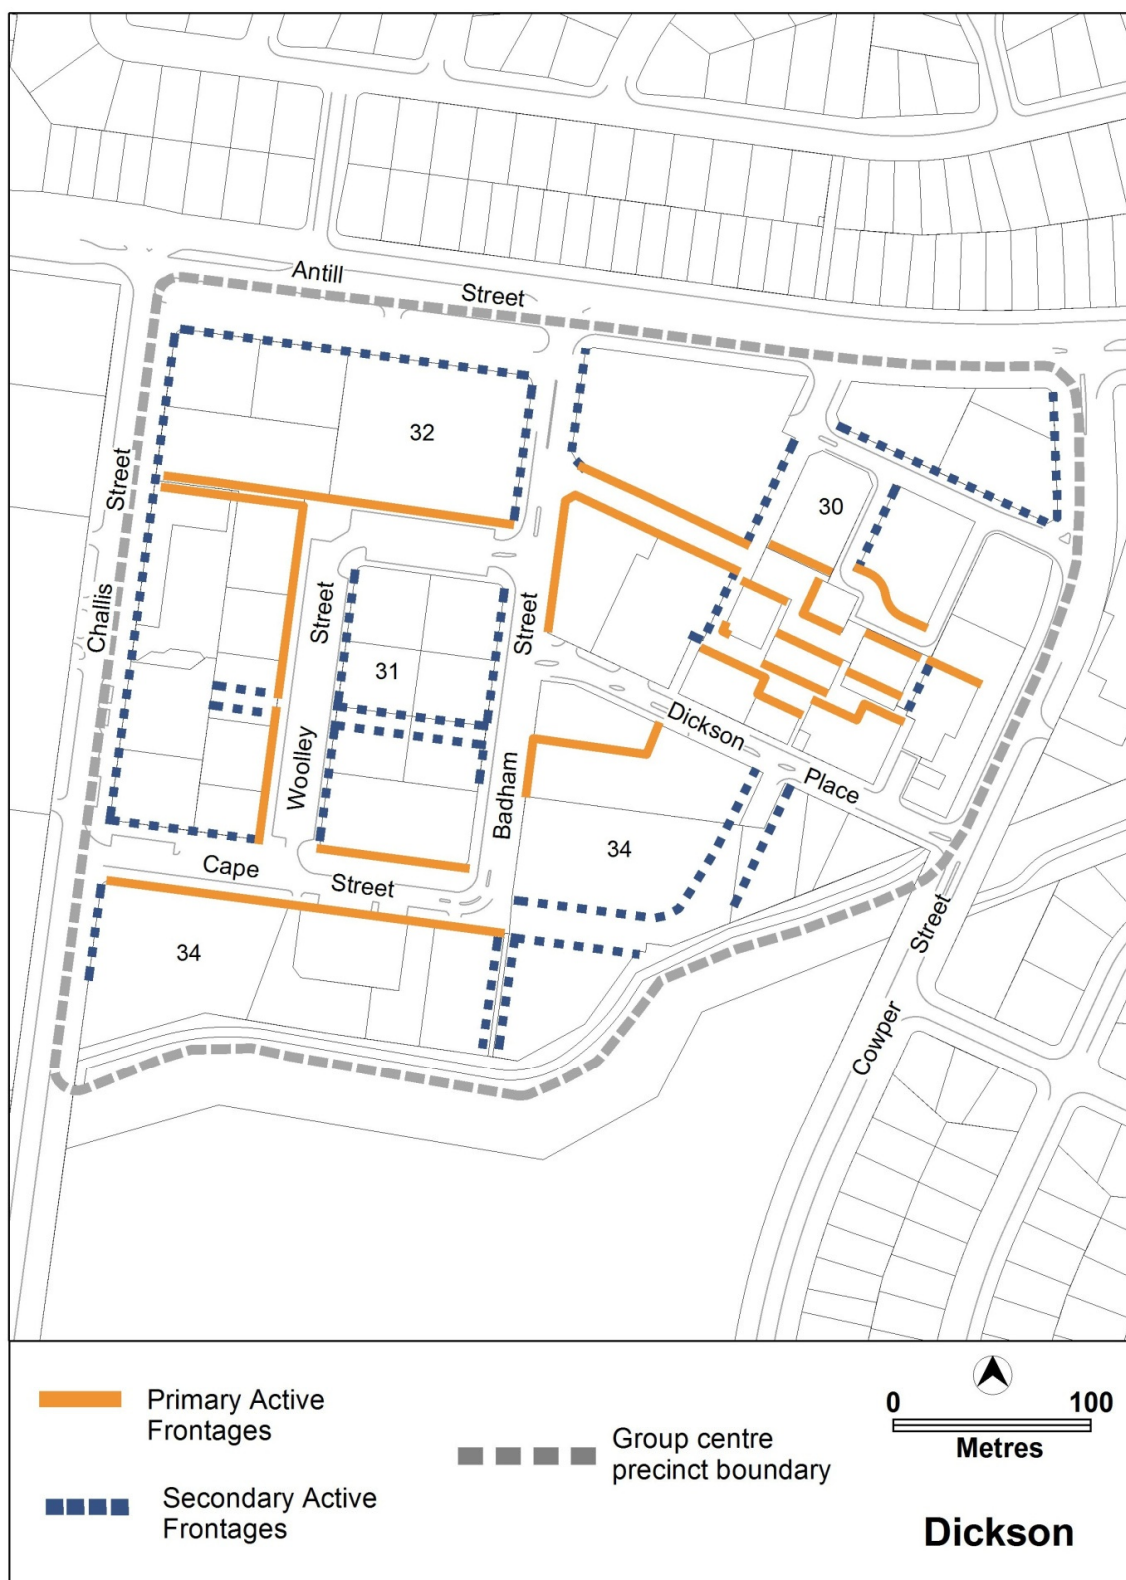 Antill
Street
32
Street
30
Street
Street
Challis
31
Dickson
Woolley
Place
Badham
34
Cape
Street
Street
34
Cowper
Primary Active
Frontages
Secondary Active
Frontages
Group centre
precinct boundary
0 100
Metres
Dickson